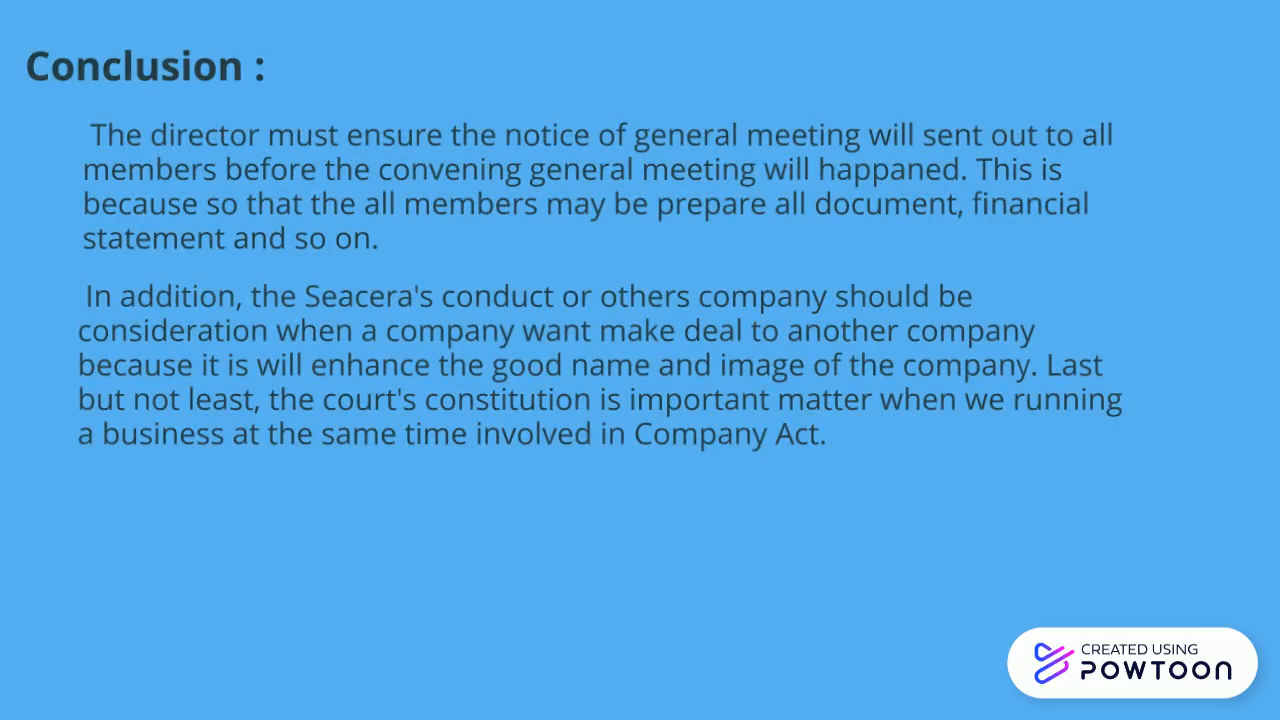 Conclusion :
The director must ensure the notice of general meeting will sent out to all
members before the convening general meeting will happaned. This is
because so that the all members may be prepare all document, financial
statement and so on.
In addition, the Seacera's conduct or others company should be
consideration when a company want make deal to another company
because it is will enhance the good name and image of the company. Last
but not least, the court's constitution is important matter when we running
a business at the same time involved in Company Act.
CREATED USING
POWTOON